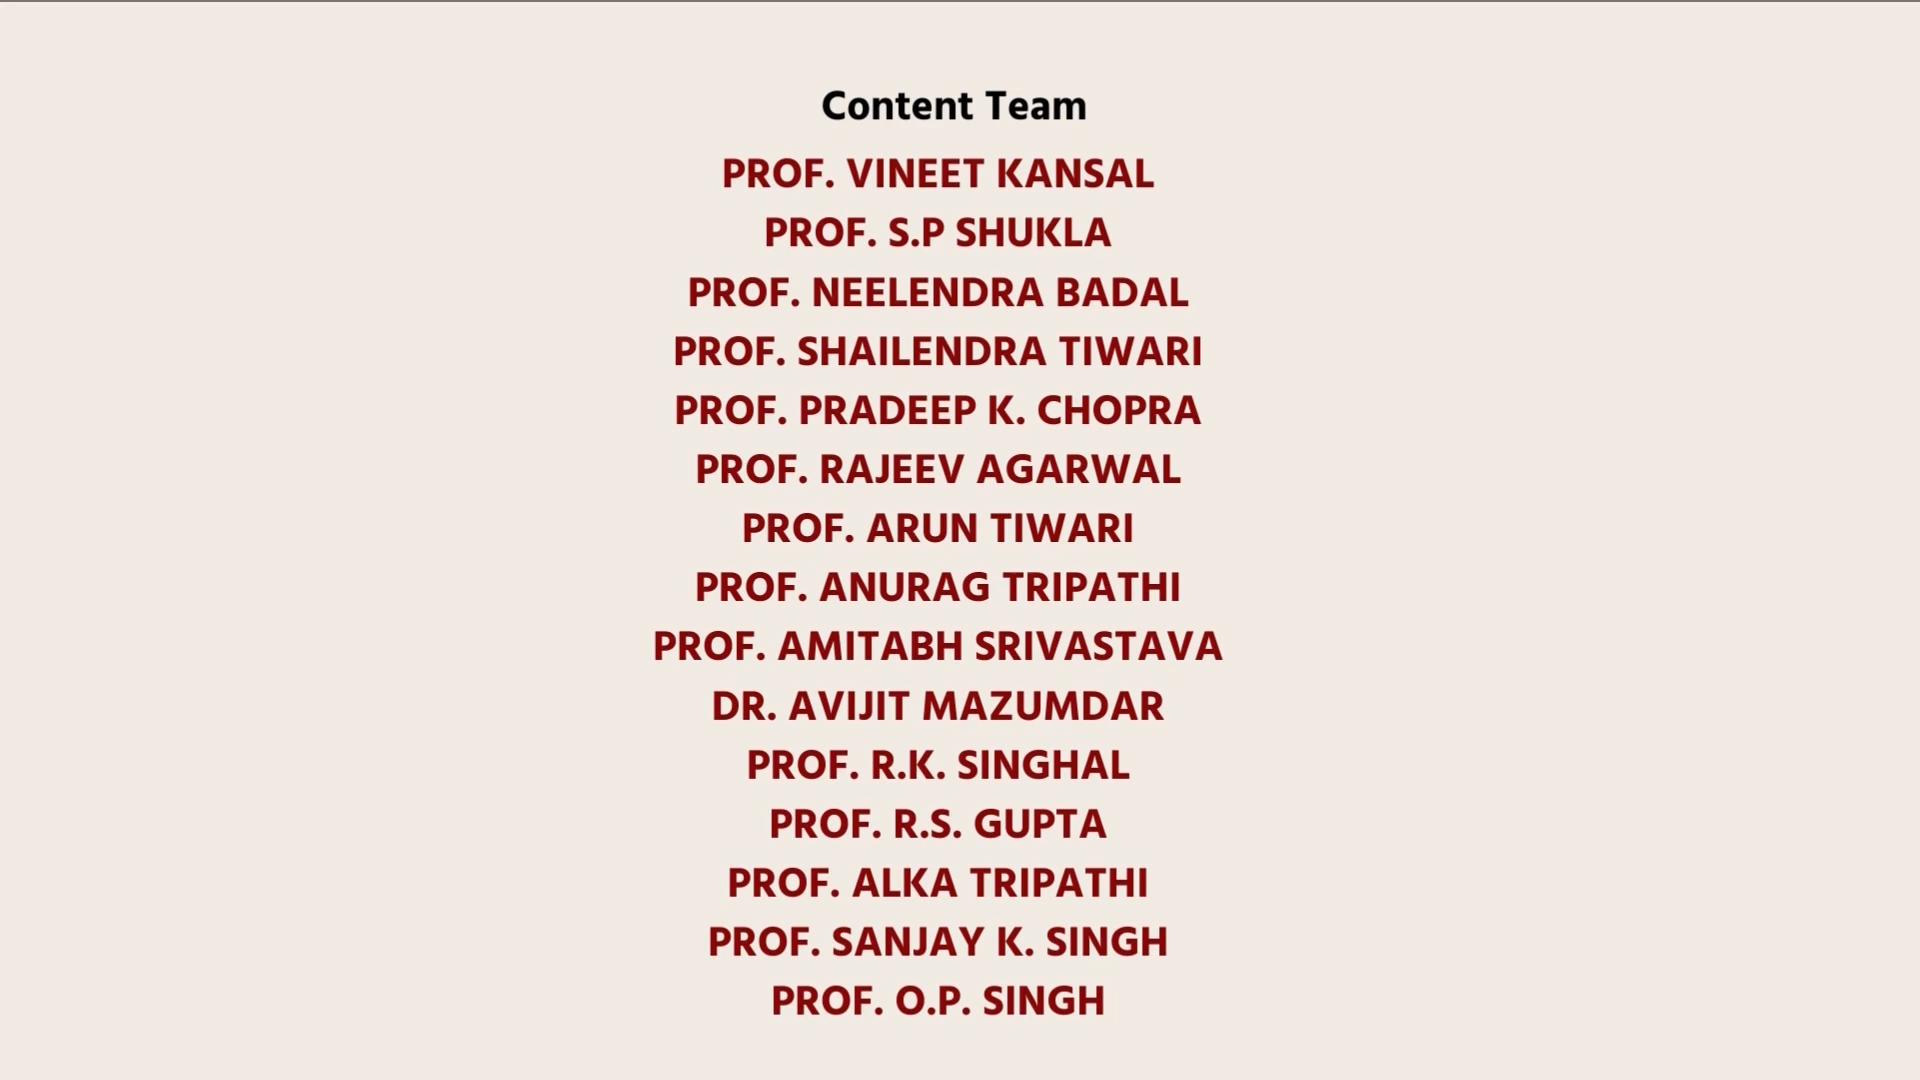 Content Team
PROF. VINEET KANSAL
PROF. S.P SHUKLA
PROF. NEELENDRA BADAL
PROF. SHAILENDRA TIWARI
PROF. PRADEEP K. CHOPRA
PROF. RAJEEV AGARWAL
PROF. ARUN TIWARI
PROF. ANURAG TRIPATHI
PROF. AMITABH SRIVASTAVA
DR. AVIJIT MAZUMDAR
PROF. R.K. SINGHAL
PROF. R.S. GUPTA
PROF. ALKA TRIPATHI
PROF. SANJAY K. SINGH
PROF. O.P. SINGH